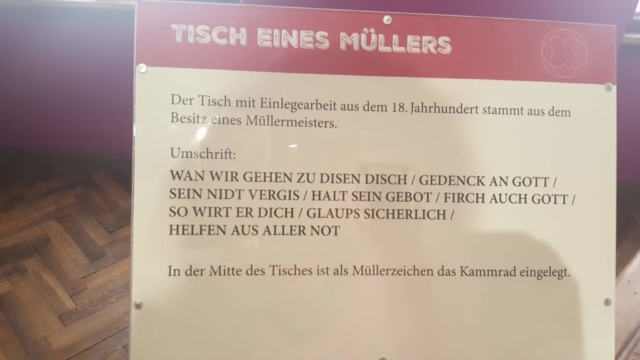 TISCH EINES MÜLLERS
Der Tisch mit Einlegearbeit aus dem 18. Jahrhundert stammt aus dem
Besitz eines Müllermeisters.
Umschrift:
WAN WIR GEHEN ZU DISEN DISCH / GEDENCK AN GOTT /
SEIN NIDT VERGIS / HALT SEIN GEBOT / FIRCH AUCH GOTT /
SO WIRT ER DICH / GLAUPS SICHERLICH /
HELFEN AUS ALLER NOT
In der Mitte des Tisches ist als Müllerzeichen das Kammrad eingelegt.